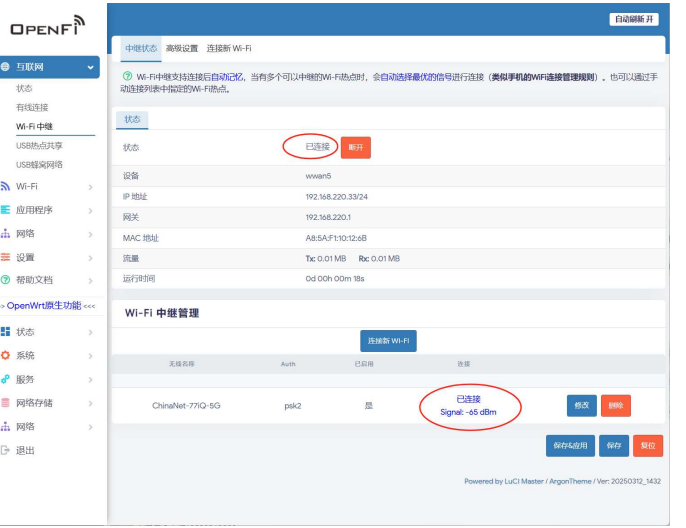 OPENFi
自动刷新 开
互联网
状态
有线连接
Wi-Fi 中继
USB热点共享
USB蜂窝网络
Wi-Fi
应用程序
网络
设置
帮助文档
> OpenWrt原生功能 <<<
状态
系统
服务
网络存储
网络
退出
中继状态 高级设置 连接新 Wi-Fi
Wi-Fi中继支持连接后自动记忆，当有多个可以中继的Wi-Fi热点时，会自动选择最优的信号进行连接（类似手机的WiFi连接管理规则）。也可以通过手
动连接列表中指定的Wi-Fi热点。
状态
状态 已连接 断开
设备 wwan5
IP 地址 192.168.220.33/24
网关 192.168.220.1
MAC 地址 A8:5A:F1:10:12:6B
流量 Tx: 0.01 MB Rx: 0.01 MB
运行时间 0d 00h 00m 18s
Wi-Fi 中继管理
连接新 WI-FI
无线名称 Auth 已启用 连接
ChinaNet-77iQ-5G psk2 是 已连接 修改 删除
Signal: -65 dBm
保存&应用 保存 复位
Powered by LuCI Master / ArgonTheme / Ver: 20250312_1432